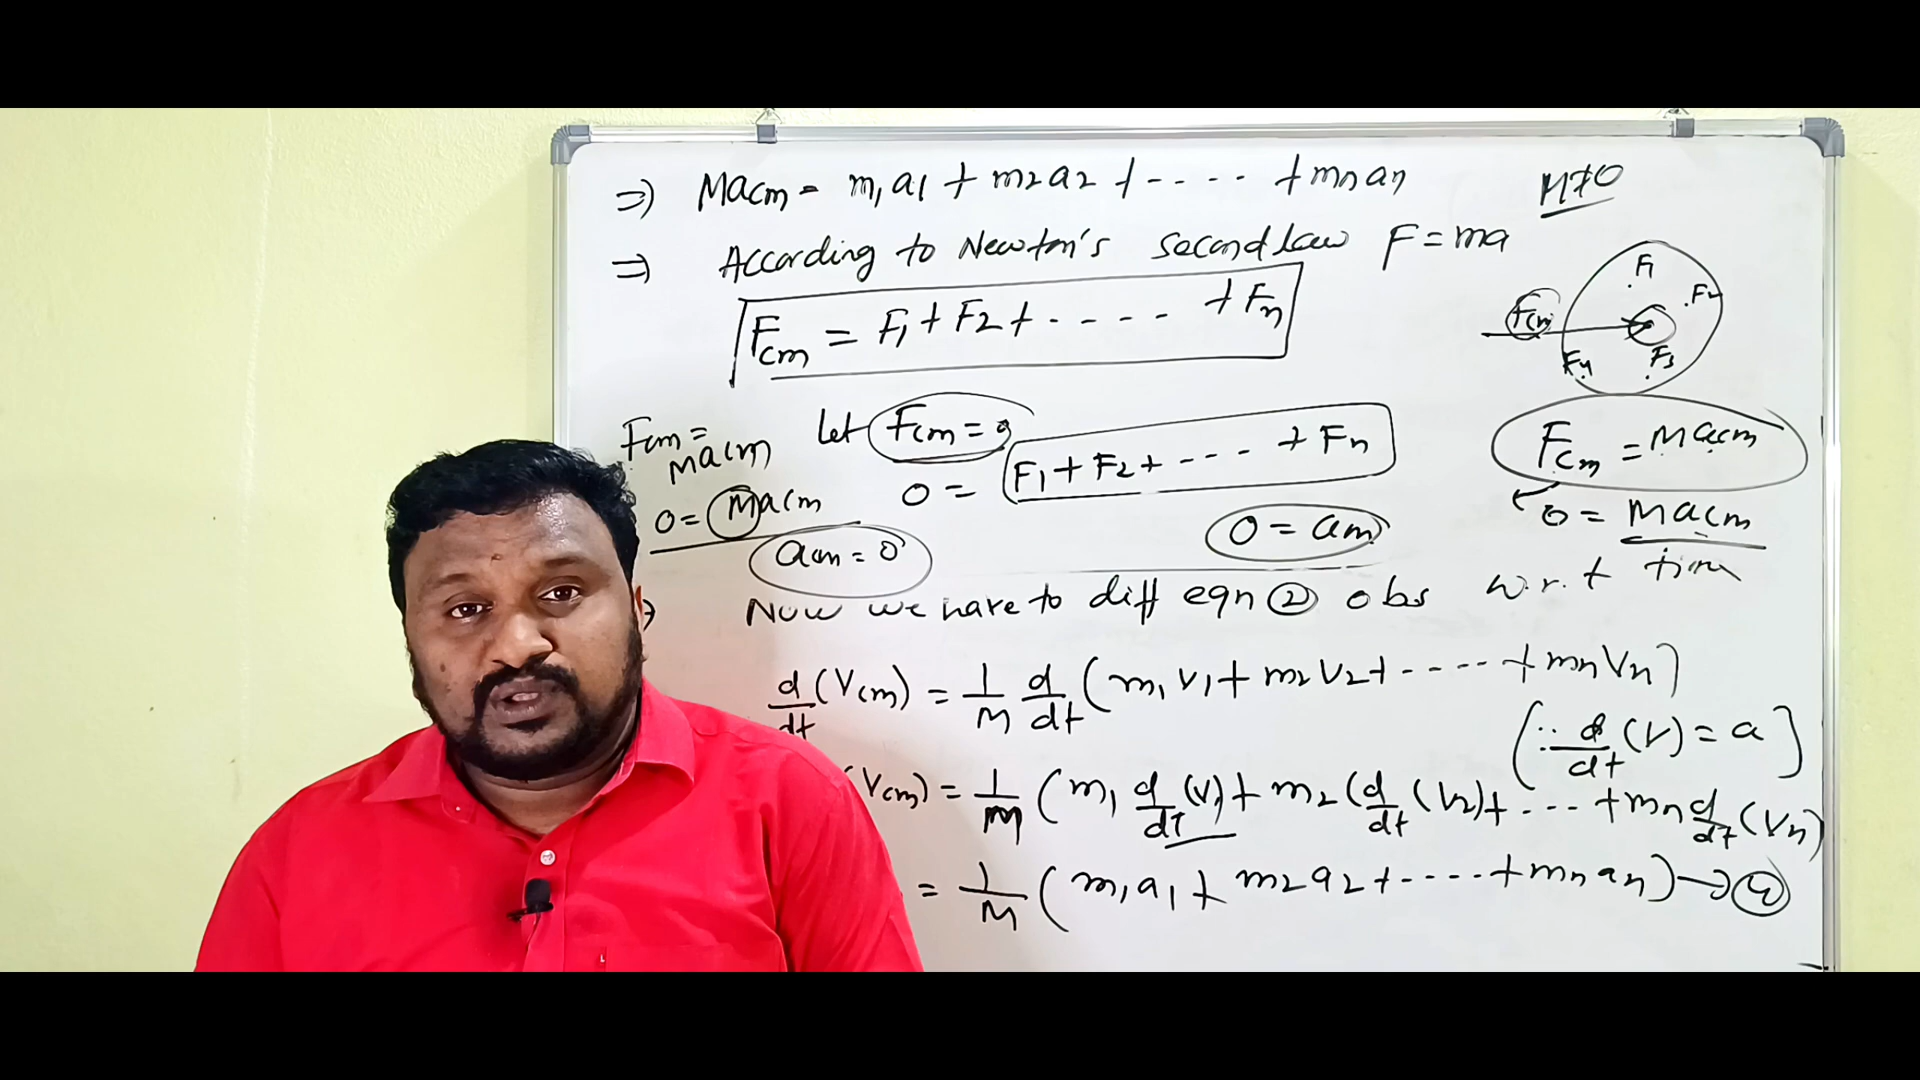 ⇒) Macm = m1a1 + m2a2 + - - - - + mnan
M≠0
⇒) According to Newton's second law F = ma
Fcm = F1 + F2 + - - - - - + Fn
F1
F2
Fcm
F4 F3
Fcm = Macm
Let Fcm = 0
0 = F1 + F2 + - - - - + Fn
0 = Macm
acm = 0
Fcm = Macm
0 = Macm
0 = am
Now we have to diff eqn ② obs w.r.t time
d/dt (Vcm) = 1/M d/dt (m1V1 + m2V2 + - - - - - + mnVn)
(∵ d/dt (V) = a)
(Vcm) = 1/M (m1 d/dt (V1) + m2 (d/dt (V2) + - - - + mn d/dt (Vn)
= 1/M (m1a1 + m2a2 + - - - - - + mnan) → ④